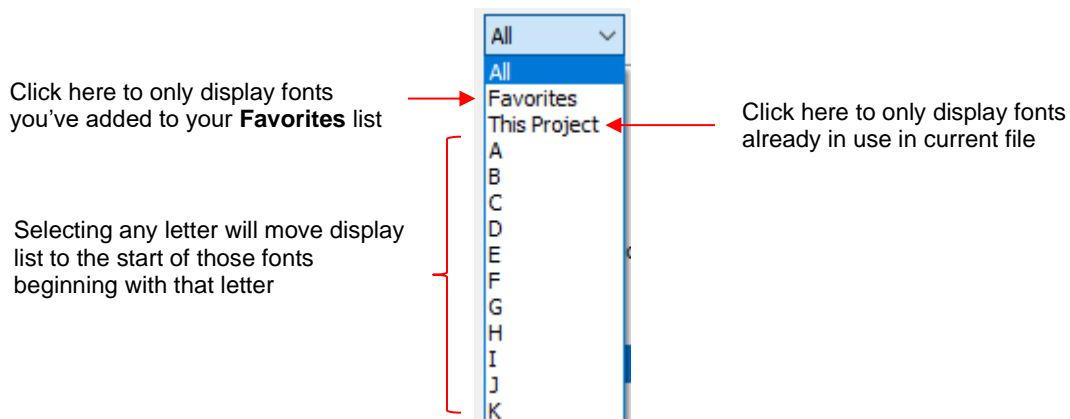 All
All
Click here to only display fonts
you’ve added to your Favorites list
Favorites
This Project
Click here to only display fonts
already in use in current file
A
B
C
D
E
F
G
H
I
J
K
Selecting any letter will move display
list to the start of those fonts
beginning with that letter